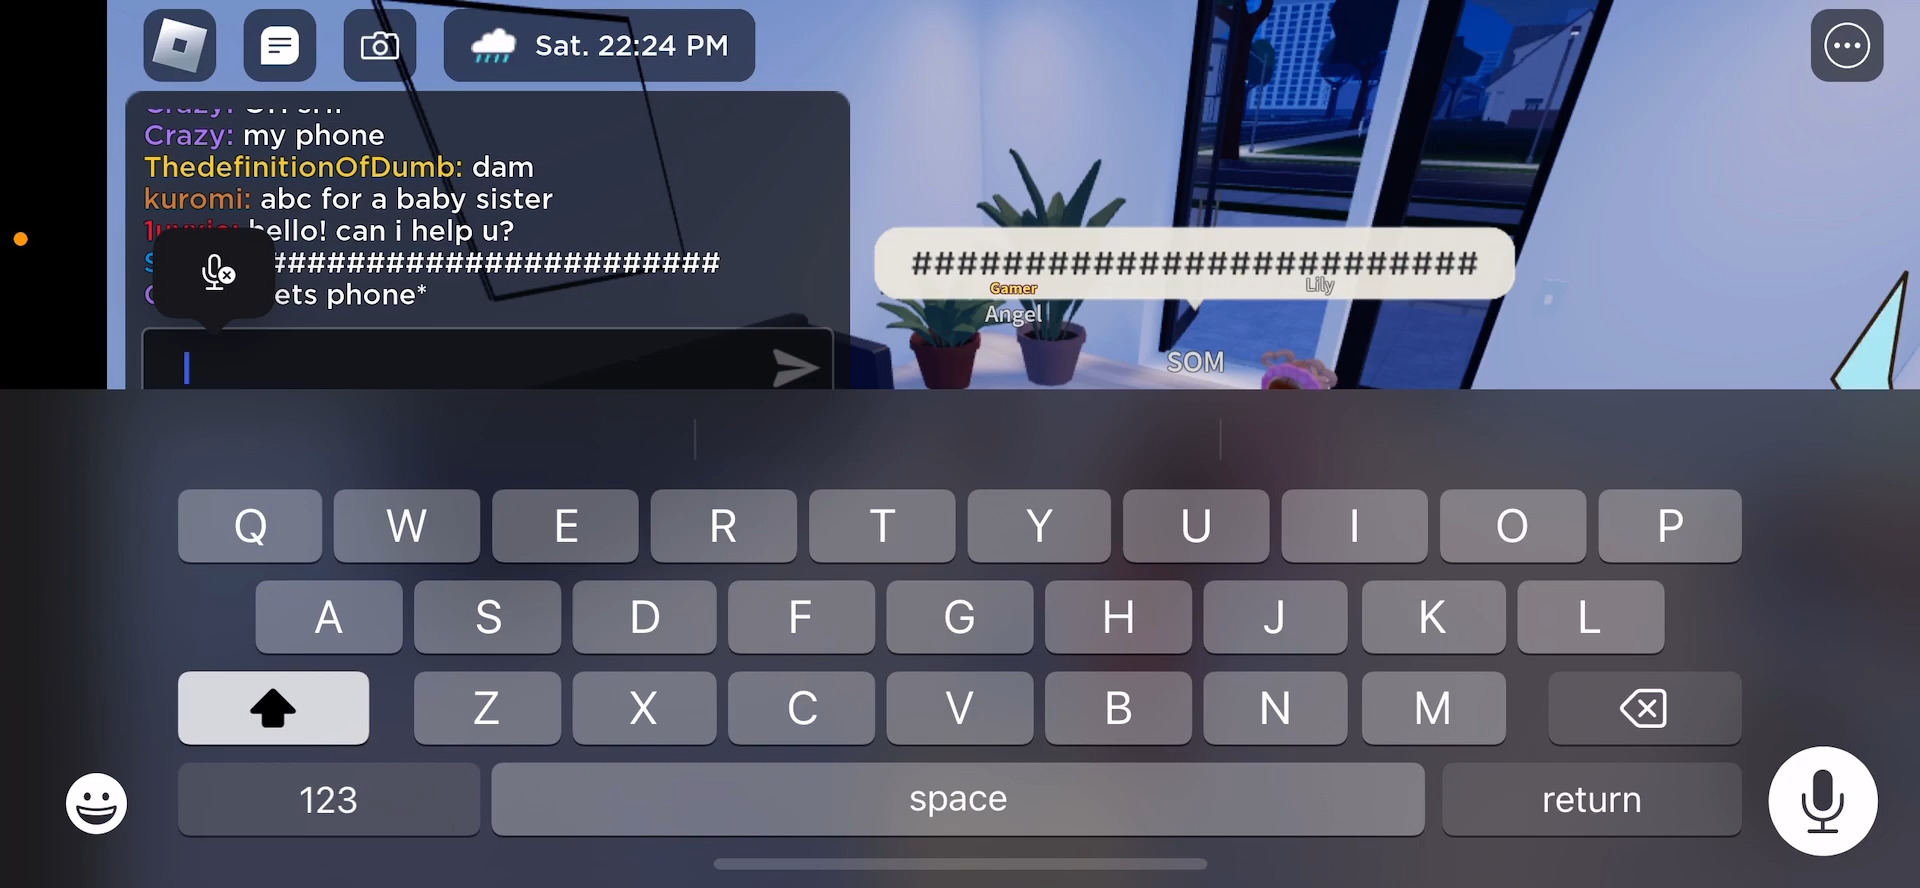 Sat. 22:24 PM
Crazy: my phone
ThedefinitionOfDumb: dam
kuromi: abc for a baby sister
hello! can i help u?
#######################
ets phone*
#########################
Gamer
Angel
Lily
SOM
Q W E R T Y U I O P
A S D F G H J K L
Z X C V B N M
123 space return